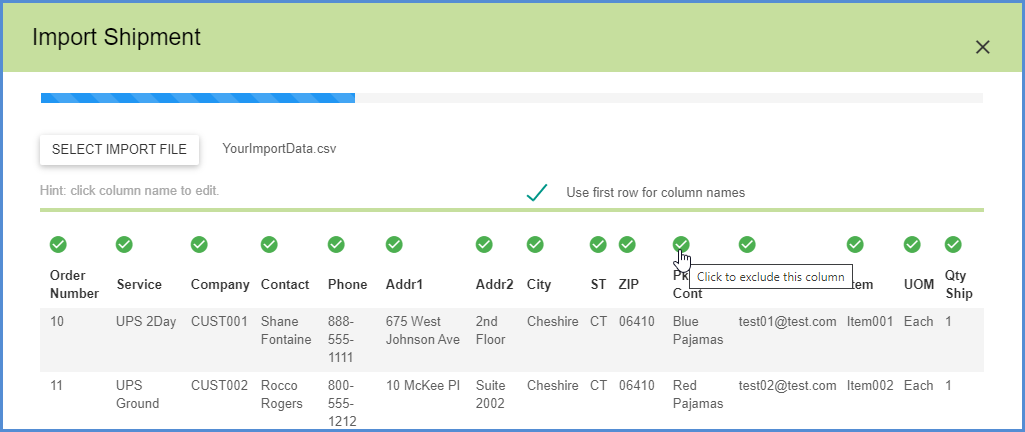 Import Shipment
SELECT IMPORT FILE YourImportData.csv
Hint: click column name to edit. Use first row for column names
Click to exclude this column
Order Service Company Contact Phone Addr1 Addr2 City ST ZIP Item UOM Qty
Number Cont Ship
10 UPS 2Day CUST001 Shane 888- 675 West 2nd Cheshire CT 06410 Blue test01@test.com Item001 Each 1
Fontaine 555- Johnson Ave Floor Pajamas
1111
11 UPS CUST002 Rocco 800- 10 McKee Pl Suite Cheshire CT 06410 Red test02@test.com Item002 Each 1
Ground Rogers 555- 2002 Pajamas
1212